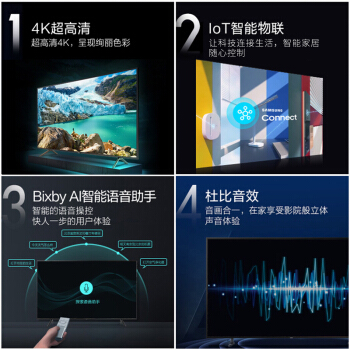 1
4K超高清
超高清4K，呈现绚丽色彩
2
IoT智能物联
让科技连接生活，智能家居
随心控制
SAMSUNG
Connect
3
Bixby AI智能语音助手
智能的语音操控
快人一步的用户体验
4
杜比音效
音画合一，在家享受影院般立体
声音体验